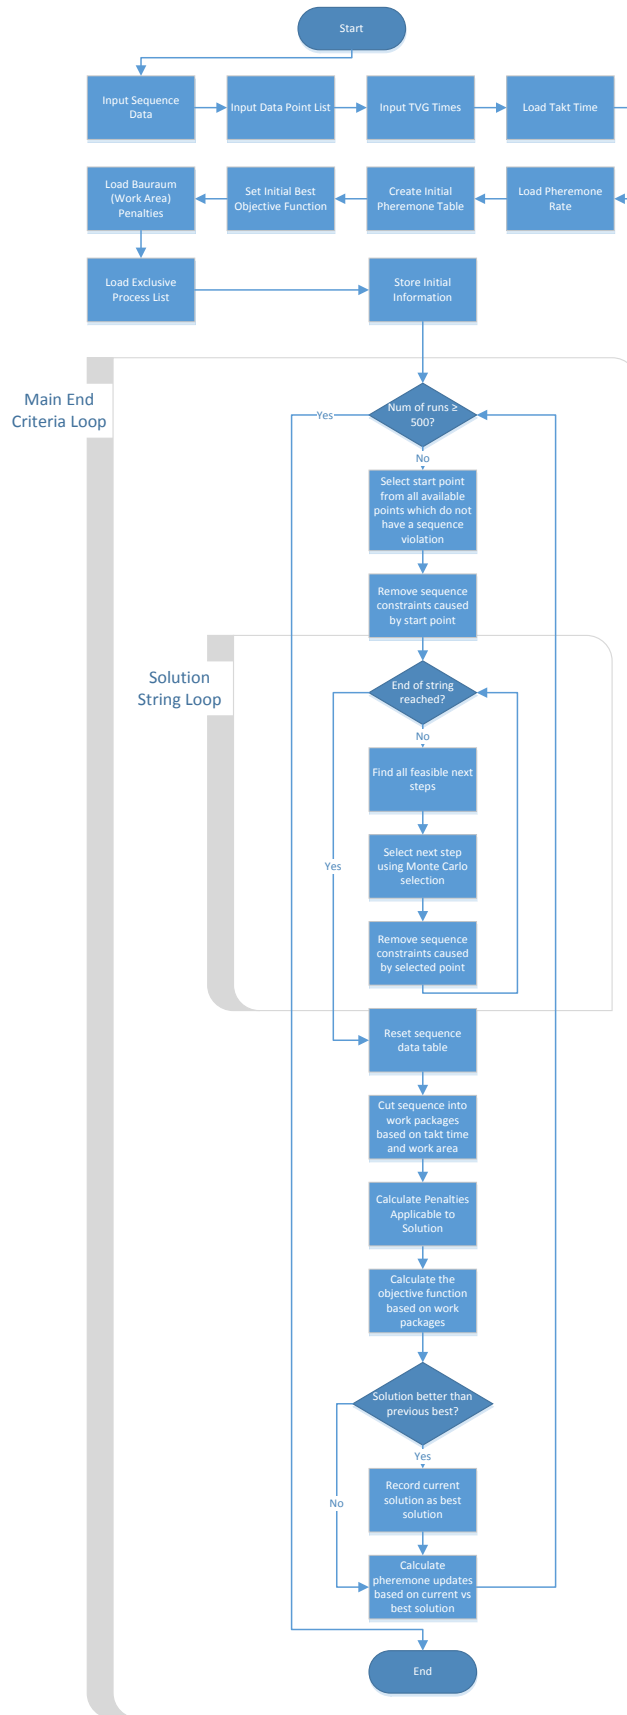 Start
Input Sequence
Data
Input Data Point List
Input TVG Times
Load Takt Time
Load Bauraum
(Work Area)
Penalties
Set Initial Best
Objective Function
Create Initial
Pheromone Table
Load Pheremone
Rate
Load Exclusive
Process List
Store Initial
Information
Main End
Criteria Loop
Num of runs ≥
500?
Yes
No
Select start point
from all available
points which do not
have a sequence
violation
Remove sequence
constraints caused
by start point
Solution
String Loop
End of string
reached?
No
Find all feasible next
steps
Select next step
using Monte Carlo
selection
Yes
Remove sequence
constraints caused
by selected point
Reset sequence
data table
Cut sequence into
work packages
based on takt time
and work area
Calculate Penalties
Applicable to
Solution
Calculate the
objective function
based on work
packages
Solution better than
previous best?
Yes
No
Record current
solution as best
solution
Calculate
pheremone updates
based on current vs
best solution
End